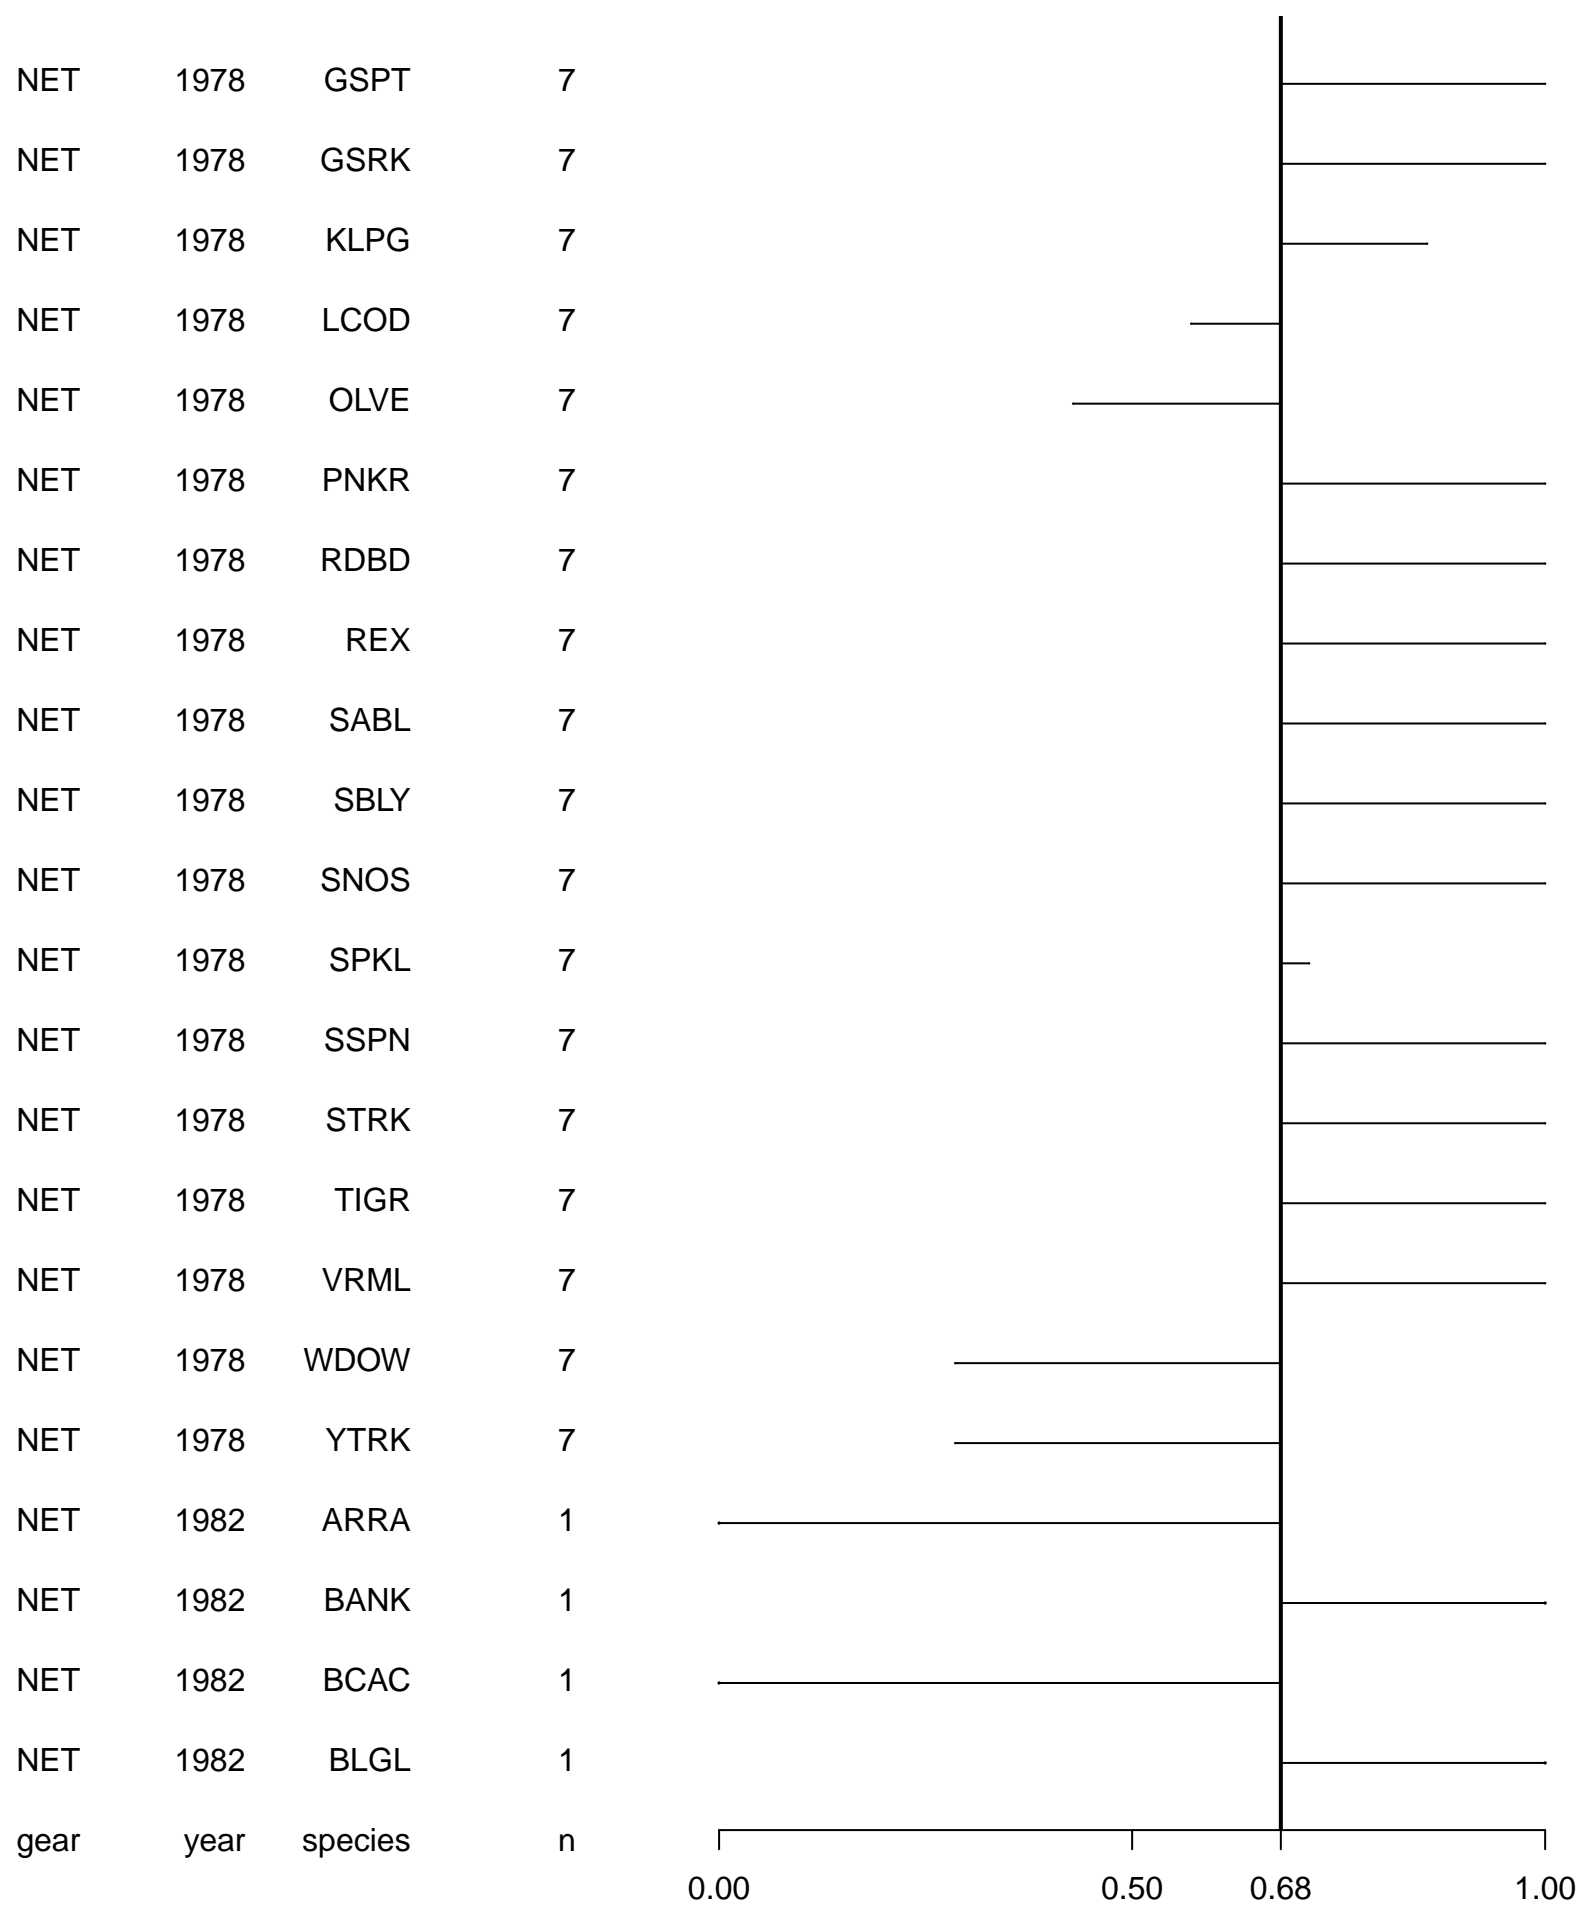 NET 1978 GSPT 7
NET 1978 GSRK 7
NET 1978 KLPG 7
NET 1978 LCOD 7
NET 1978 OLVE 7
NET 1978 PNKR 7
NET 1978 RDBD 7
NET 1978 REX 7
NET 1978 SABL 7
NET 1978 SBLY 7
NET 1978 SNOS 7
NET 1978 SPKL 7
NET 1978 SSPN 7
NET 1978 STRK 7
NET 1978 TIGR 7
NET 1978 VRML 7
NET 1978 WDOW 7
NET 1978 YTRK 7
NET 1982 ARRA 1
NET 1982 BANK 1
NET 1982 BCAC 1
NET 1982 BLGL 1
gear year species n
0.00 0.50 0.68 1.00